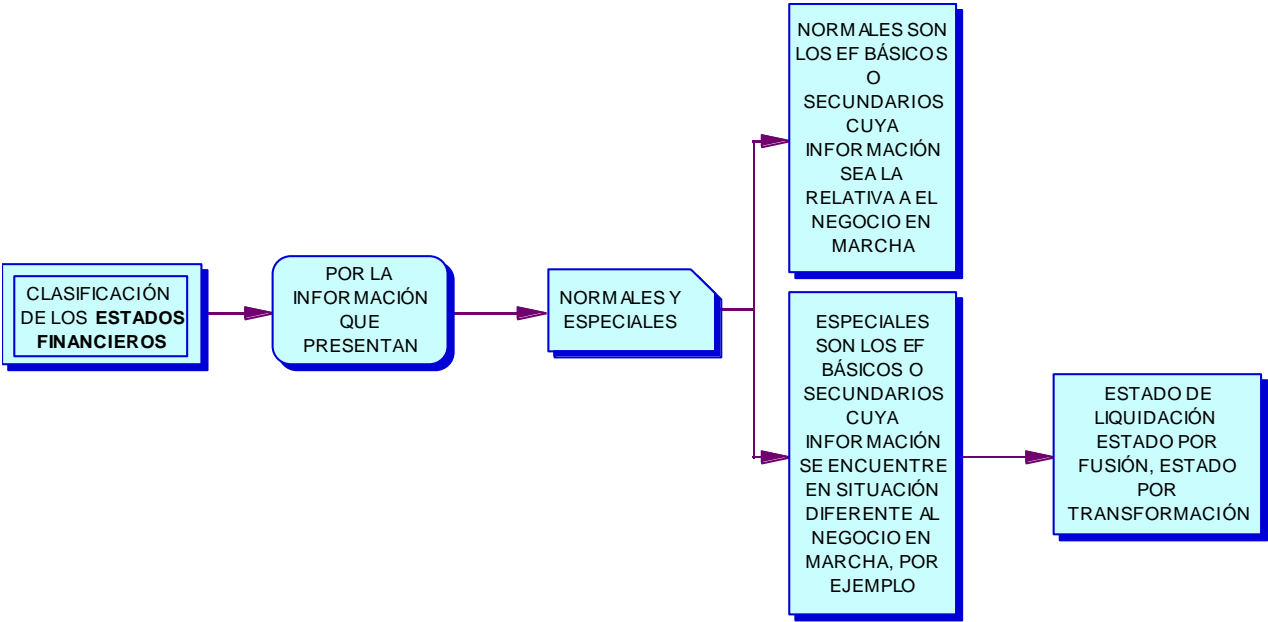 CLASIFICACIÓN
DE LOS ESTADOS
FINANCIEROS
POR LA
INFORMACIÓN
QUE
PRESENTAN
NORMALES Y
ESPECIALES
NORMALES SON
LOS EF BÁSICOS
O
SECUNDARIOS
CUYA
INFORMACIÓN
SEA LA
RELATIVA A EL
NEGOCIO EN
MARCHA
ESPECIALES
SON LOS EF
BÁSICOS O
SECUNDARIOS
CUYA
INFORMACIÓN
SE ENCUENTRE
EN SITUACIÓN
DIFERENTE AL
NEGOCIO EN
MARCHA, POR
EJEMPLO
ESTADO DE
LIQUIDACIÓN
ESTADO POR
FUSIÓN, ESTADO
POR
TRANSFORMACIÓN